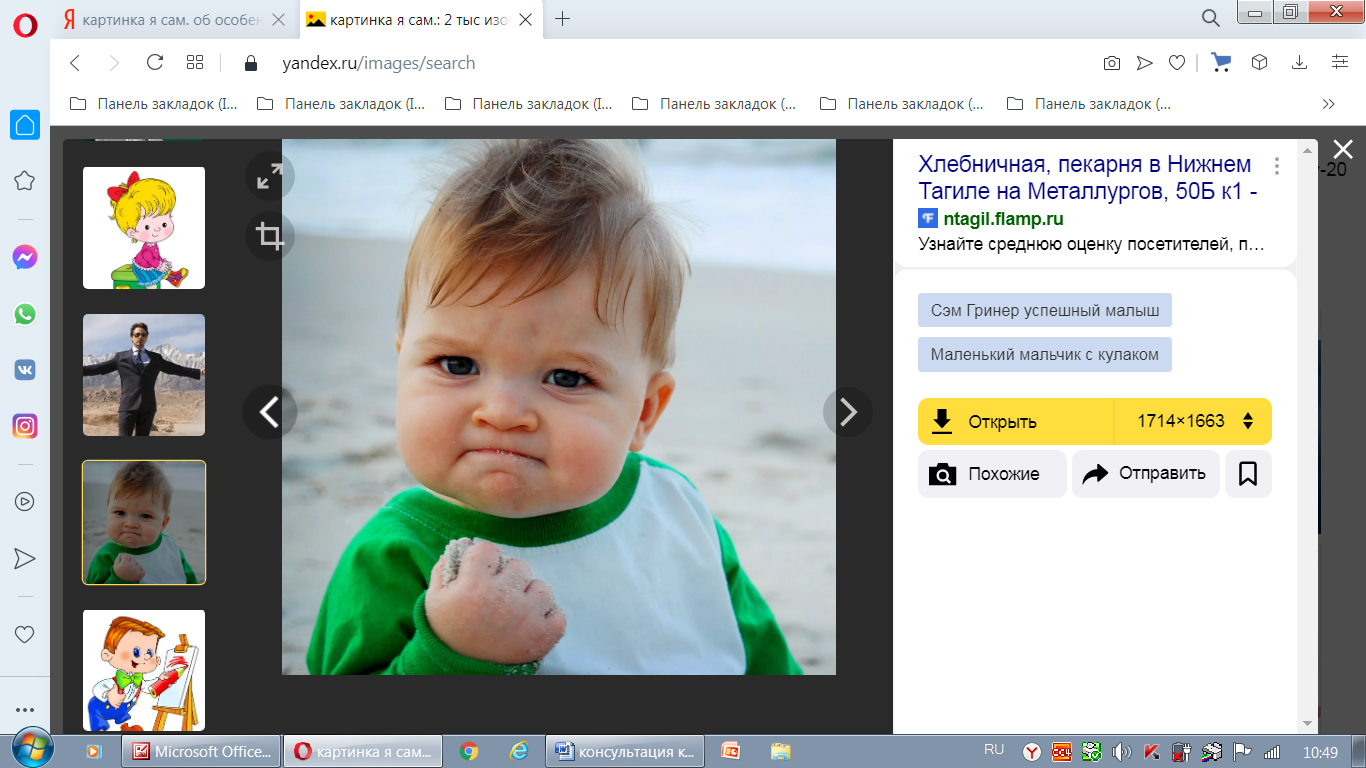 картинка я сам. об особен
картинка я сам.: 2 тыс изо
yandex.ru/images/search
Панель закладок (I...
Панель закладок (I...
Панель закладок (I...
Панель закладок (...
Панель закладок (...
Панель закладок (...
Хлебничная, пекарня в Нижнем
Тагиле на Металлургов, 50Б к1 -
ntagil.flamp.ru
Узнайте среднюю оценку посетителей, п...
-20
Сэм Гринер успешный малыш
Маленький мальчик с кулаком
Открыть
1714×1663
Похожие
Отправить
Microsoft Office...
картинка я сам...
консультация к...
RU
10:49